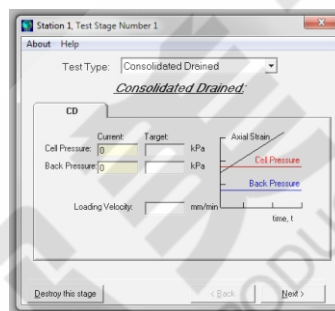 Station 1, Test Stage Number 1
About Help
Test Type: Consolidated Drained
Consolidated Drained:
CD
Current: Target:
Cell Pressure: 0 kPa
Back Pressure: 0 kPa
Loading Velocity: mm/min
Axial Strain
Cell Pressure
Back Pressure
time, t
Destroy this stage
< Back
Next >